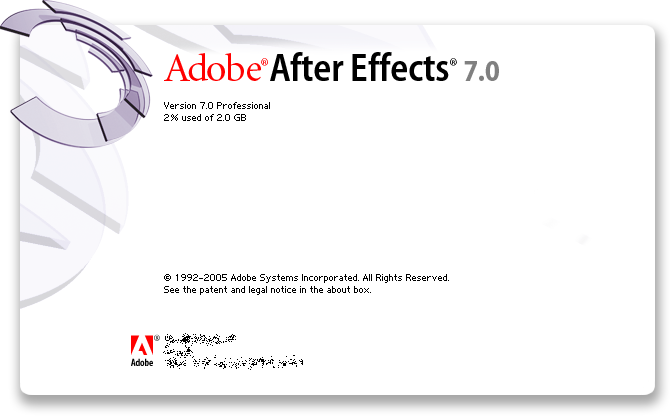 Adobe® After Effects® 7.0
Version 7.0 Professional
2% used of 2.0 GB
© 1992-2005 Adobe Systems Incorporated. All Rights Reserved.
See the patent and legal notice in the about box.
®
Adobe